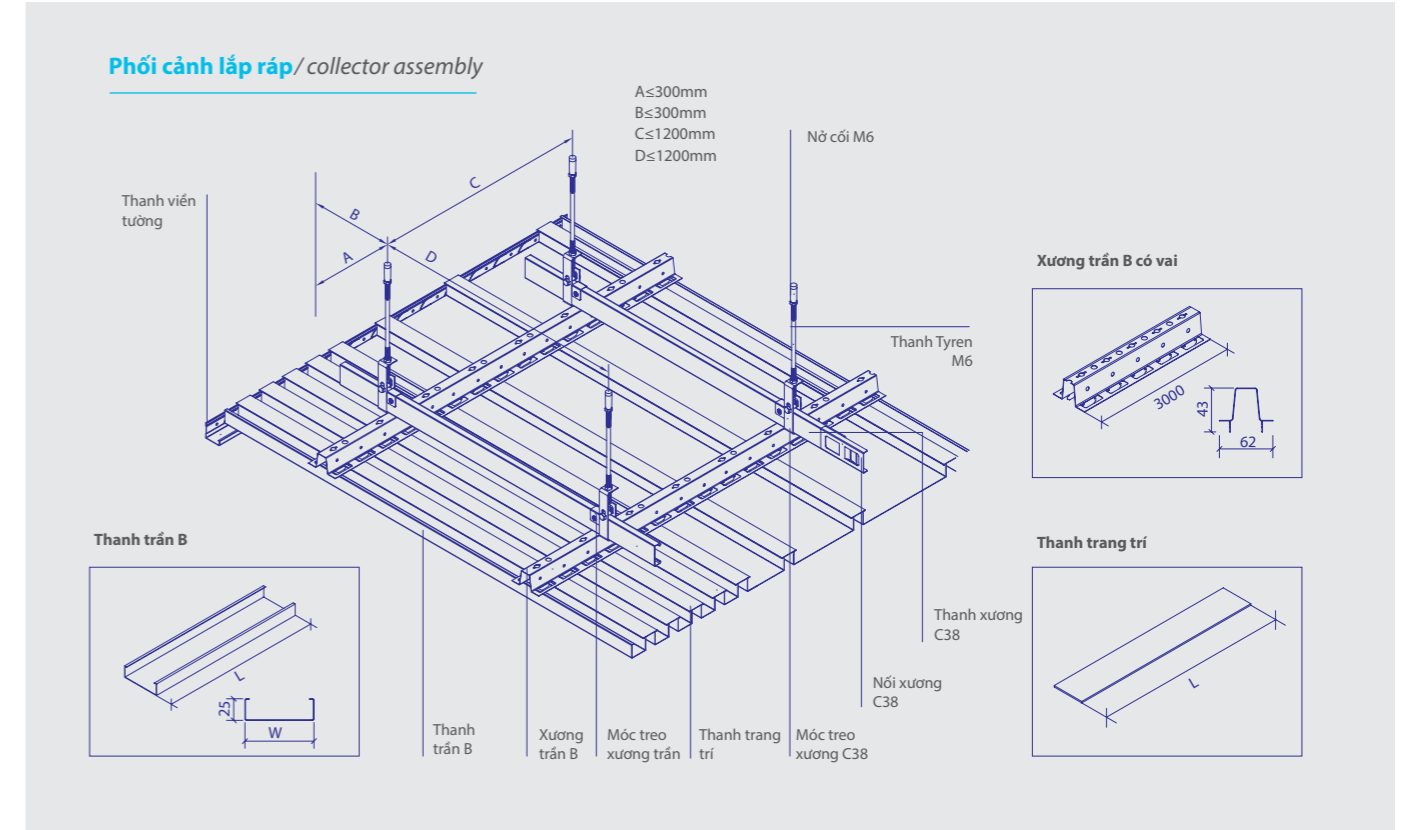 Phối cảnh lắp ráp/ collector assembly
A≤300mm
B≤300mm
C≤1200mm
D≤1200mm
Nở cối M6
Thanh viền
tường
C
B
A
D
Thanh Tyren
M6
Xương trần B có vai
3000
43
62
Thanh trần B
L
25
W
Thanh trang trí
L
Thanh xương
C38
Nối xương
C38
Thanh
trần B
Xương
trần B
Móc treo
xương trần
Thanh trang
trí
Móc treo
xương C38